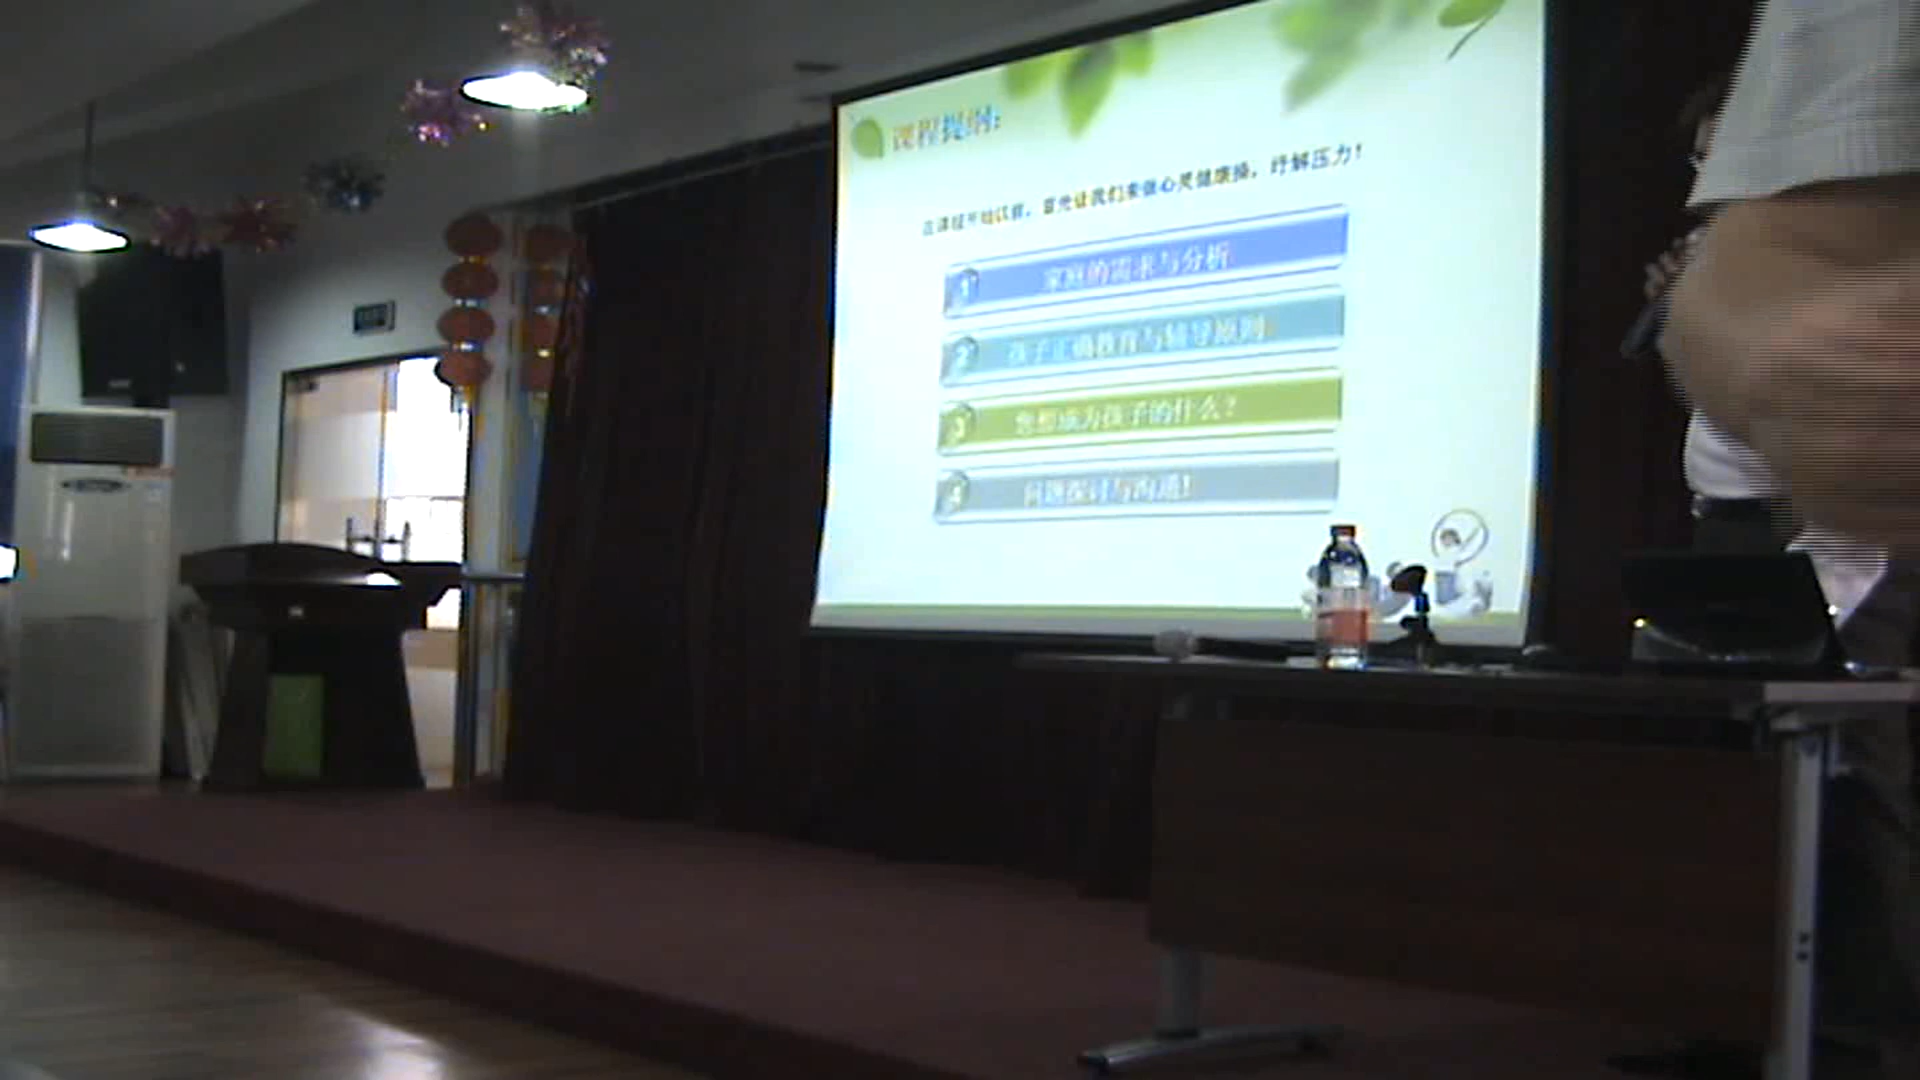 课程提纲:
在课程开始以前，首先让我们来做心灵健康操，纾解压力！
1 家庭的需求与分析
2 孩子正确教育与辅导原则
3 您想成为孩子的什么？
4 问题探讨与沟通！